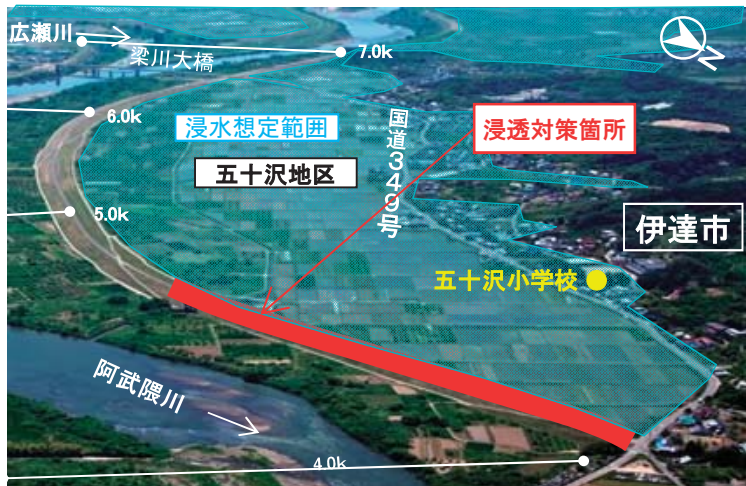 広瀬川
梁川大橋
7.0k
N
6.0k
浸水想定範囲
国道349号
浸透対策箇所
五十沢地区
5.0k
伊達市
五十沢小学校
阿武隈川
4.0k